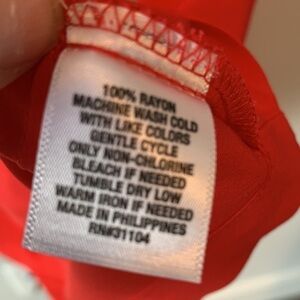 100% RAYON
MACHINE WASH COLD
WITH LIKE COLORS
GENTLE CYCLE
ONLY NON-CHLORINE
BLEACH IF NEEDED
TUMBLE DRY LOW
WARM IRON IF NEEDED
MADE IN PHILIPPINES
RN#31104